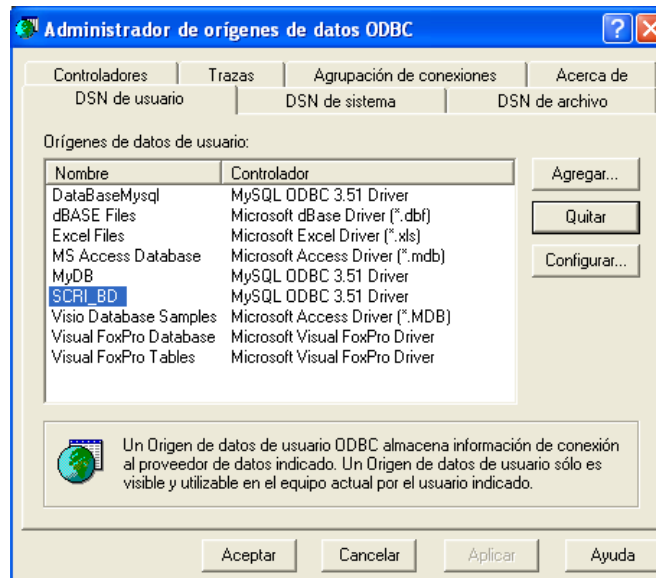 Administrador de orígenes de datos ODBC
Controladores Trazas Agrupación de conexiones Acerca de
DSN de usuario DSN de sistema DSN de archivo
Orígenes de datos de usuario:
Nombre Controlador
DataBaseMysql MySQL ODBC 3.51 Driver
dBASE Files Microsoft dBase Driver (*.dbf)
Excel Files Microsoft Excel Driver (*.xls)
MS Access Database Microsoft Access Driver (*.mdb)
MyDB MySQL ODBC 3.51 Driver
SCRI_BD MySQL ODBC 3.51 Driver
Visio Database Samples Microsoft Access Driver (*.MDB)
Visual FoxPro Database Microsoft Visual FoxPro Driver
Visual FoxPro Tables Microsoft Visual FoxPro Driver
Agregar...
Quitar
Configurar...
Un Origen de datos de usuario ODBC almacena información de conexión
al proveedor de datos indicado. Un Origen de datos de usuario sólo es
visible y utilizable en el equipo actual por el usuario indicado.
Aceptar Cancelar Aplicar Ayuda